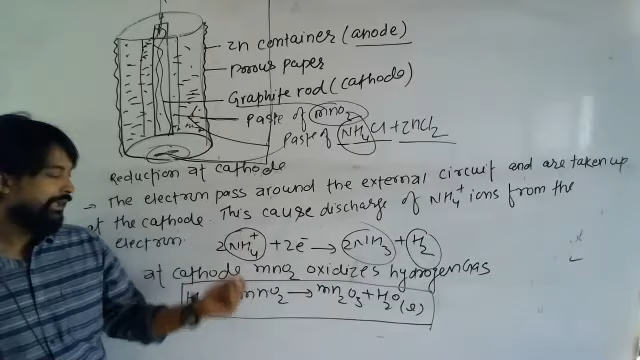 Zn container (anode)
porous paper
Graphite rod (cathode)
paste of MnO2
paste of NH4Cl + ZnCl2
Reduction at cathode
→ The electron pass around the external circuit and are taken up
at the cathode. This cause discharge of NH4+ ions from the
electron.
2NH4+ + 2e- → 2NH3 + H2
at cathode MnO2 oxidizes hydrogen Gas
MnO2 → Mn2O3 + H2O(l)